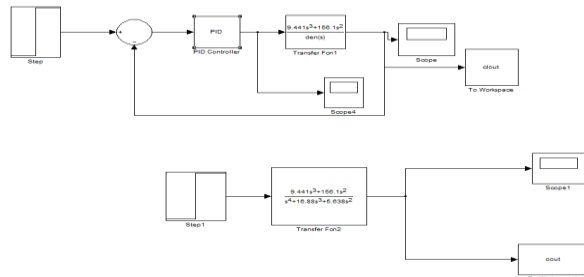 Step
+
−
PID
PID Controller
9.441s³+156.1s²
den(s)
Transfer Fcn1
Scope
Scope4
clout
To Workspace
Step1
9.441s³+156.1s²
s⁴+16.88s³+5.638s²
Transfer Fcn2
Scope1
oout